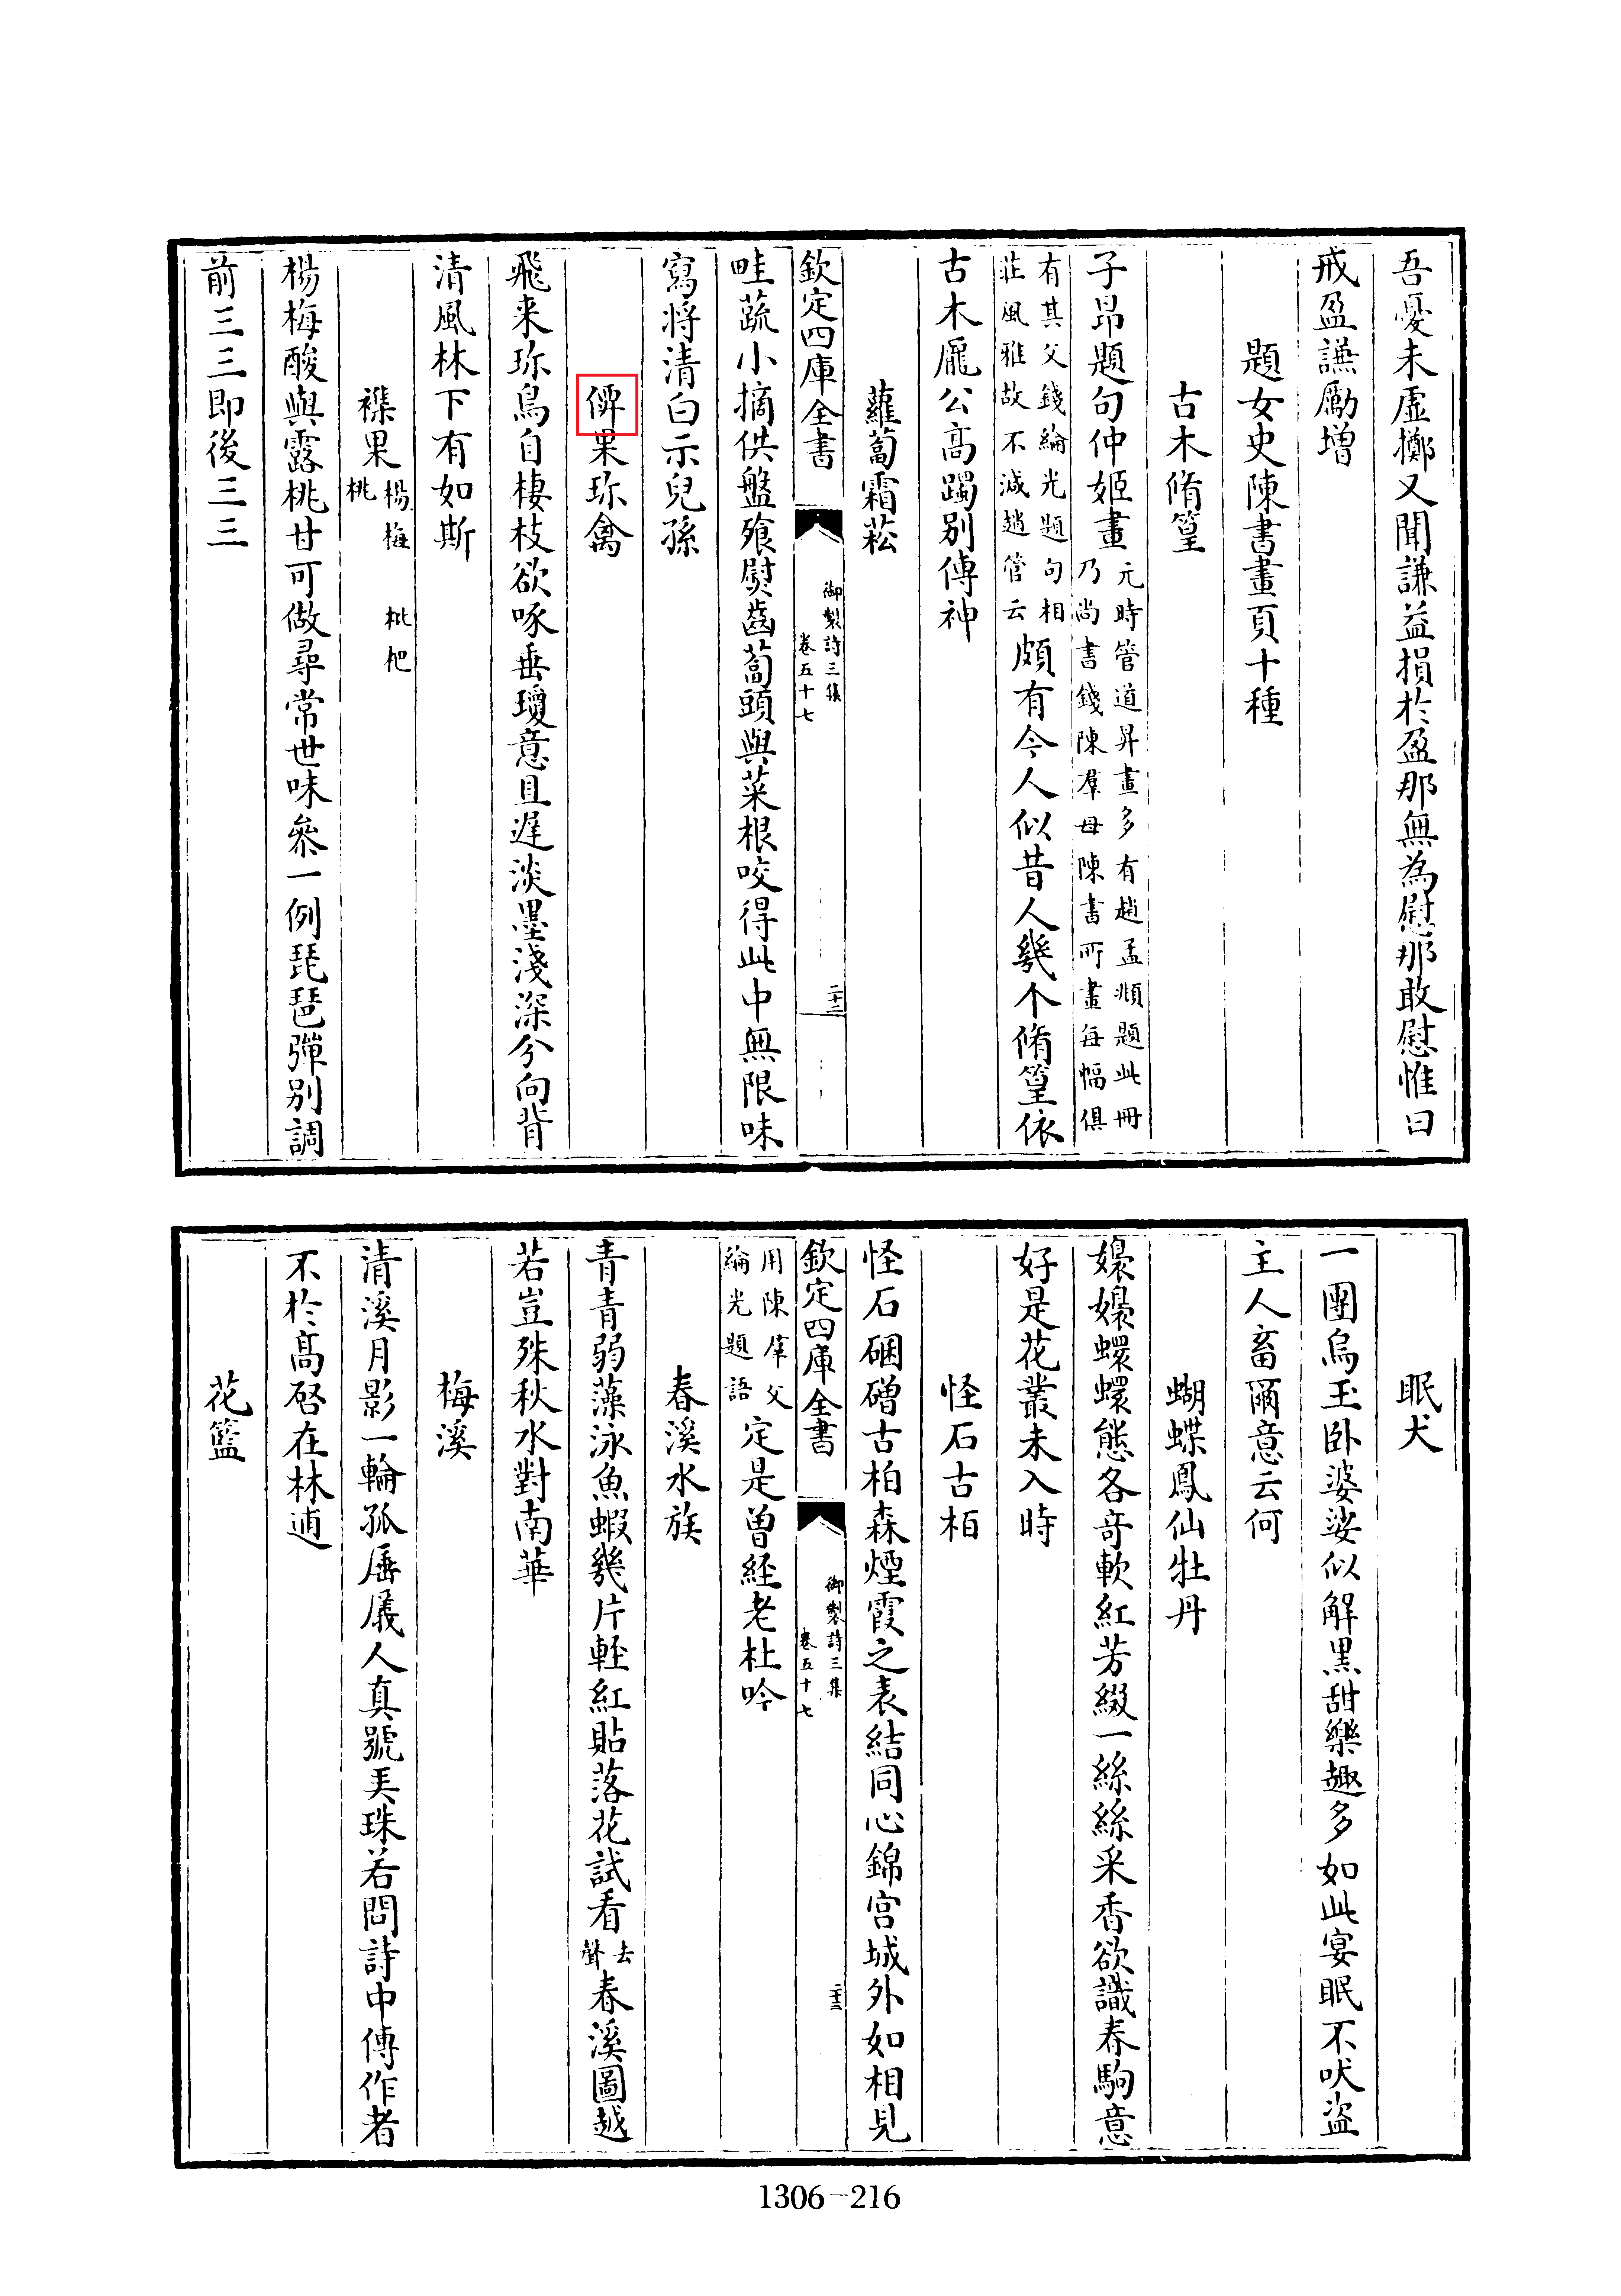 吾憂未虛擲又聞謙益損於盈那無為慰那敢慰惟曰
戒盈謙勵增
題女史陳書畫頁十種
古木脩篁
子昂題句仲姬畫元時管道昇畫多有趙孟頫題此冊
乃尚書錢陳羣母陳書所畫每幅俱
有其父錢綸光題句相
莊風雅故不減趙管云頗有今人似昔人幾个脩篁依
古木龐公高躅别傳神
蘿蔔霜菘
欽定四庫全書
御製詩三集
卷五十七
二十二
畦蔬小摘供盤飱熨齒蔔頭與菜根咬得此中無限味
寫將清白示兒孫
果珎禽
飛来珎鳥自棲枝欲啄垂瓊意且遲淡墨淺深分向背
清風林下有如斯
襍果楊梅 枇杷
桃
楊梅酸與露桃甘可做尋常世味叅一例琵琶彈别調
前三三即後三三
眠犬
一團烏玉卧婆娑似解黒甜樂趣多如此宴眠不吠盜
主人畜爾意云何
蝴蝶鳳仙牡丹
嬝嬝蠉蠉態各竒軟紅芳綴一絲絲采香欲識春駒意
好是花叢未入時
怪石古栢
怪石硱磳古柏森煙霞之表結同心錦宫城外如相見
欽定四庫全書
御製詩三集
卷五十七
二十三
用陳羣父
綸光題語定是曽經老杜吟
春溪水族
青青弱藻泳魚蝦幾片輕紅貼落花試看去
聲春溪圖越
若豈殊秋水對南華
梅溪
清溪月影一輪孤屬儀人真號美珠若問詩中傳作者
不於髙啓在林逋
花籃
1306-216